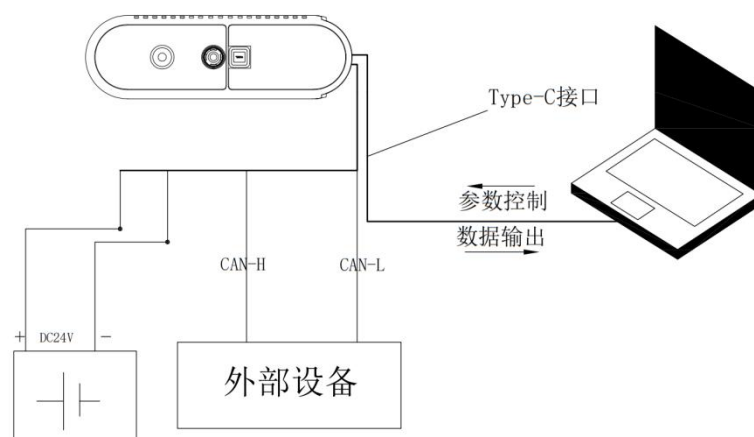 Type-C接口
参数控制
数据输出
CAN-H
CAN-L
+ DC24V −
外部设备